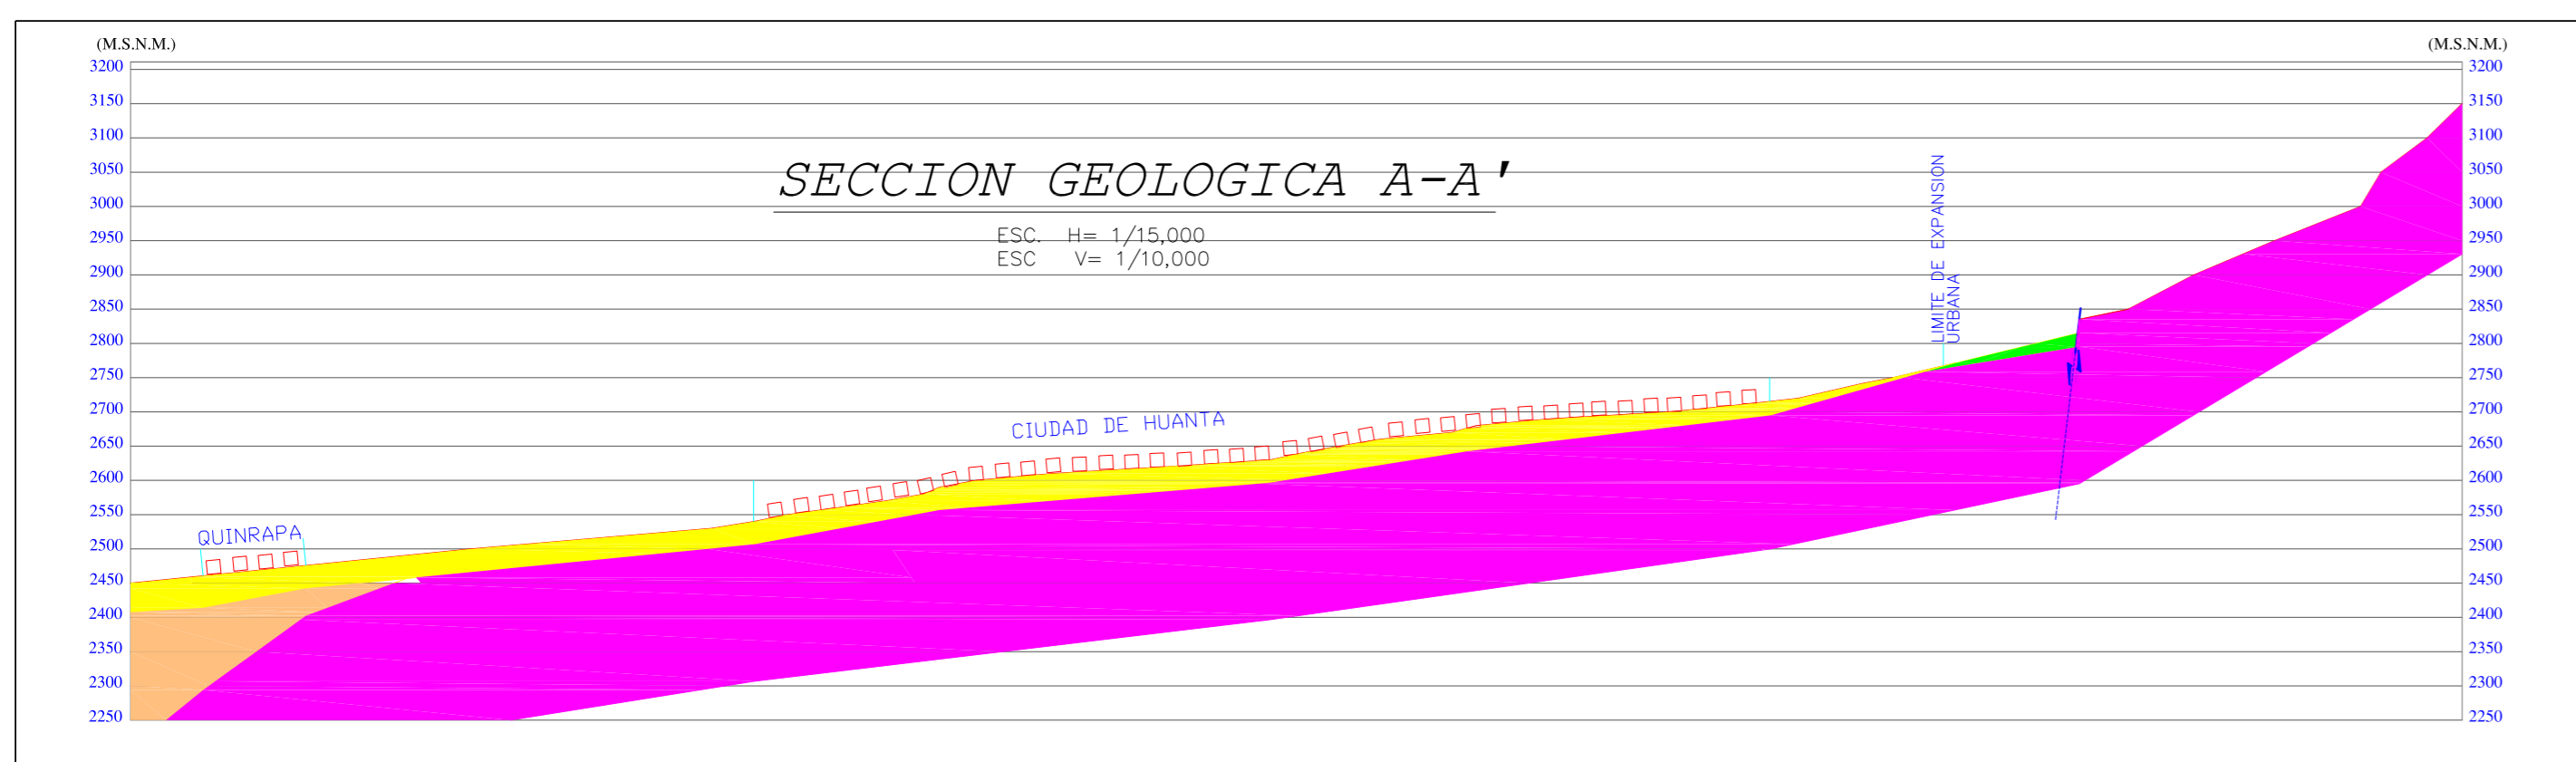 (M.S.N.M.) (M.S.N.M.)
3200 3200
3150 3150
3100 3100
3050 3050
3000 3000
2950 2950
2900 2900
2850 2850
2800 2800
2750 2750
2700 2700
2650 2650
2600 2600
2550 2550
2500 2500
2450 2450
2400 2400
2350 2350
2300 2300
2250 2250
SECCION GEOLOGICA A-A'
ESC. H= 1/15,000
ESC V= 1/10,000
LIMITE DE EXPANSION
URBANA
CIUDAD DE HUANTA
QUINRAPA